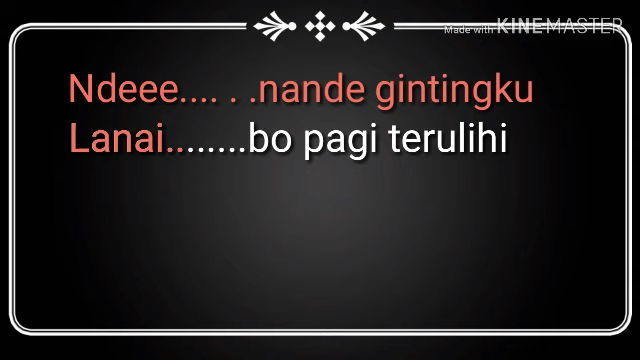 Made with KINEMASTER
Ndeee.... . .nande gintingku
Lanai........bo pagi terulihi